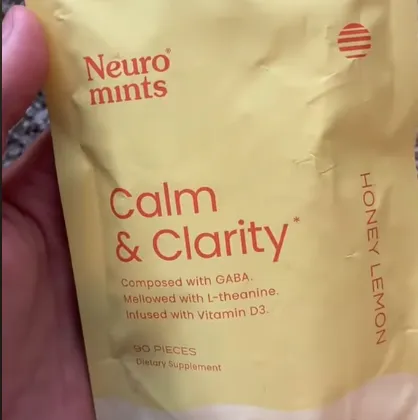 Neuro®
mints
Calm
& Clarity*
Composed with GABA.
Mellowed with L-theanine.
Infused with Vitamin D3.
90 PIECES
Dietary Supplement
HONEY LEMON